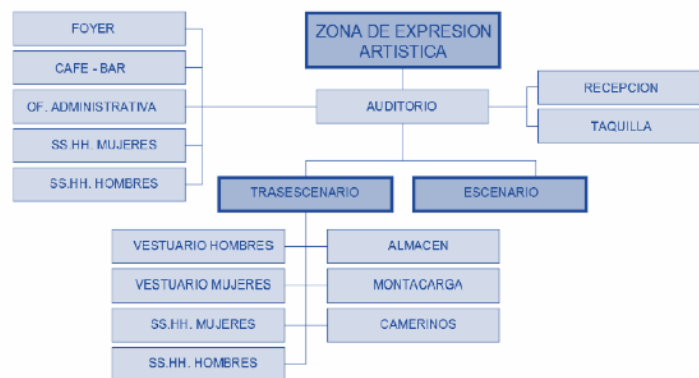 ZONA DE EXPRESION
ARTISTICA
FOYER
CAFE - BAR
OF. ADMINISTRATIVA
SS.HH. MUJERES
SS.HH. HOMBRES
AUDITORIO
RECEPCION
TAQUILLA
TRASESCENARIO
ESCENARIO
VESTUARIO HOMBRES
ALMACEN
VESTUARIO MUJERES
MONTACARGA
SS.HH. MUJERES
CAMERINOS
SS.HH. HOMBRES